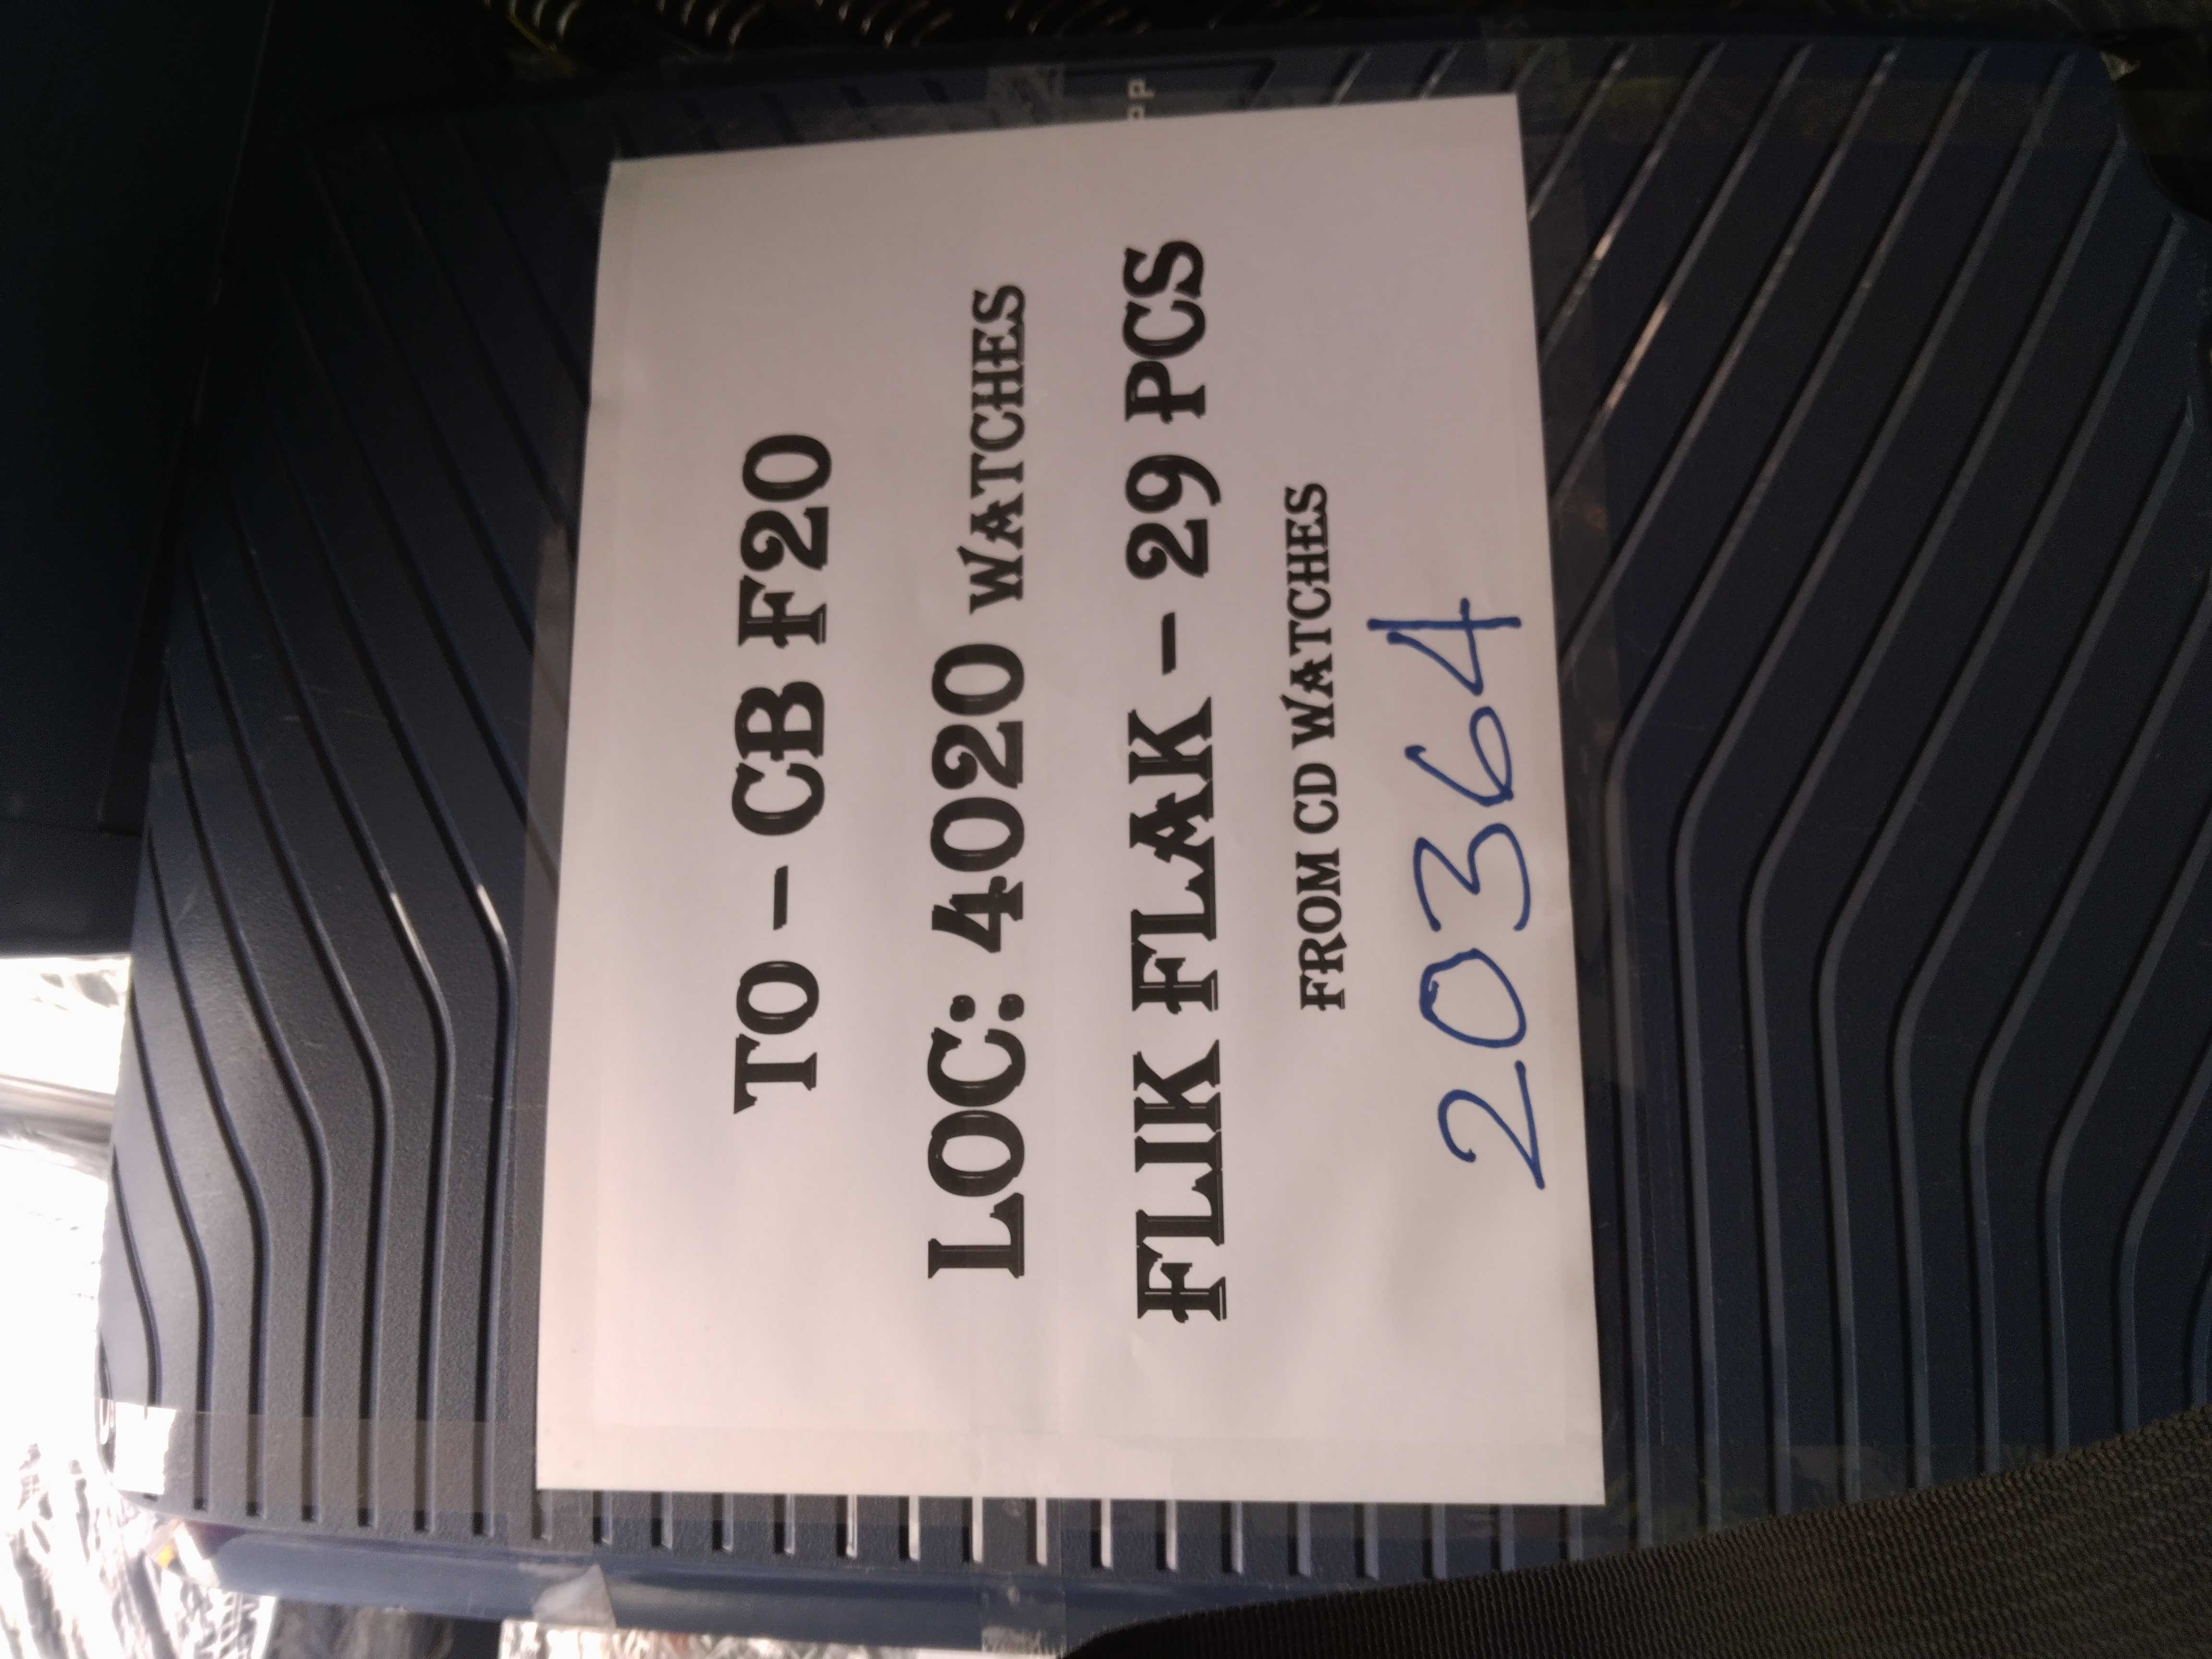 TO - CB F20
LOC: 4020 WATCHES
FLIK FLAK - 29 PCS
FROM CD WATCHES
20364